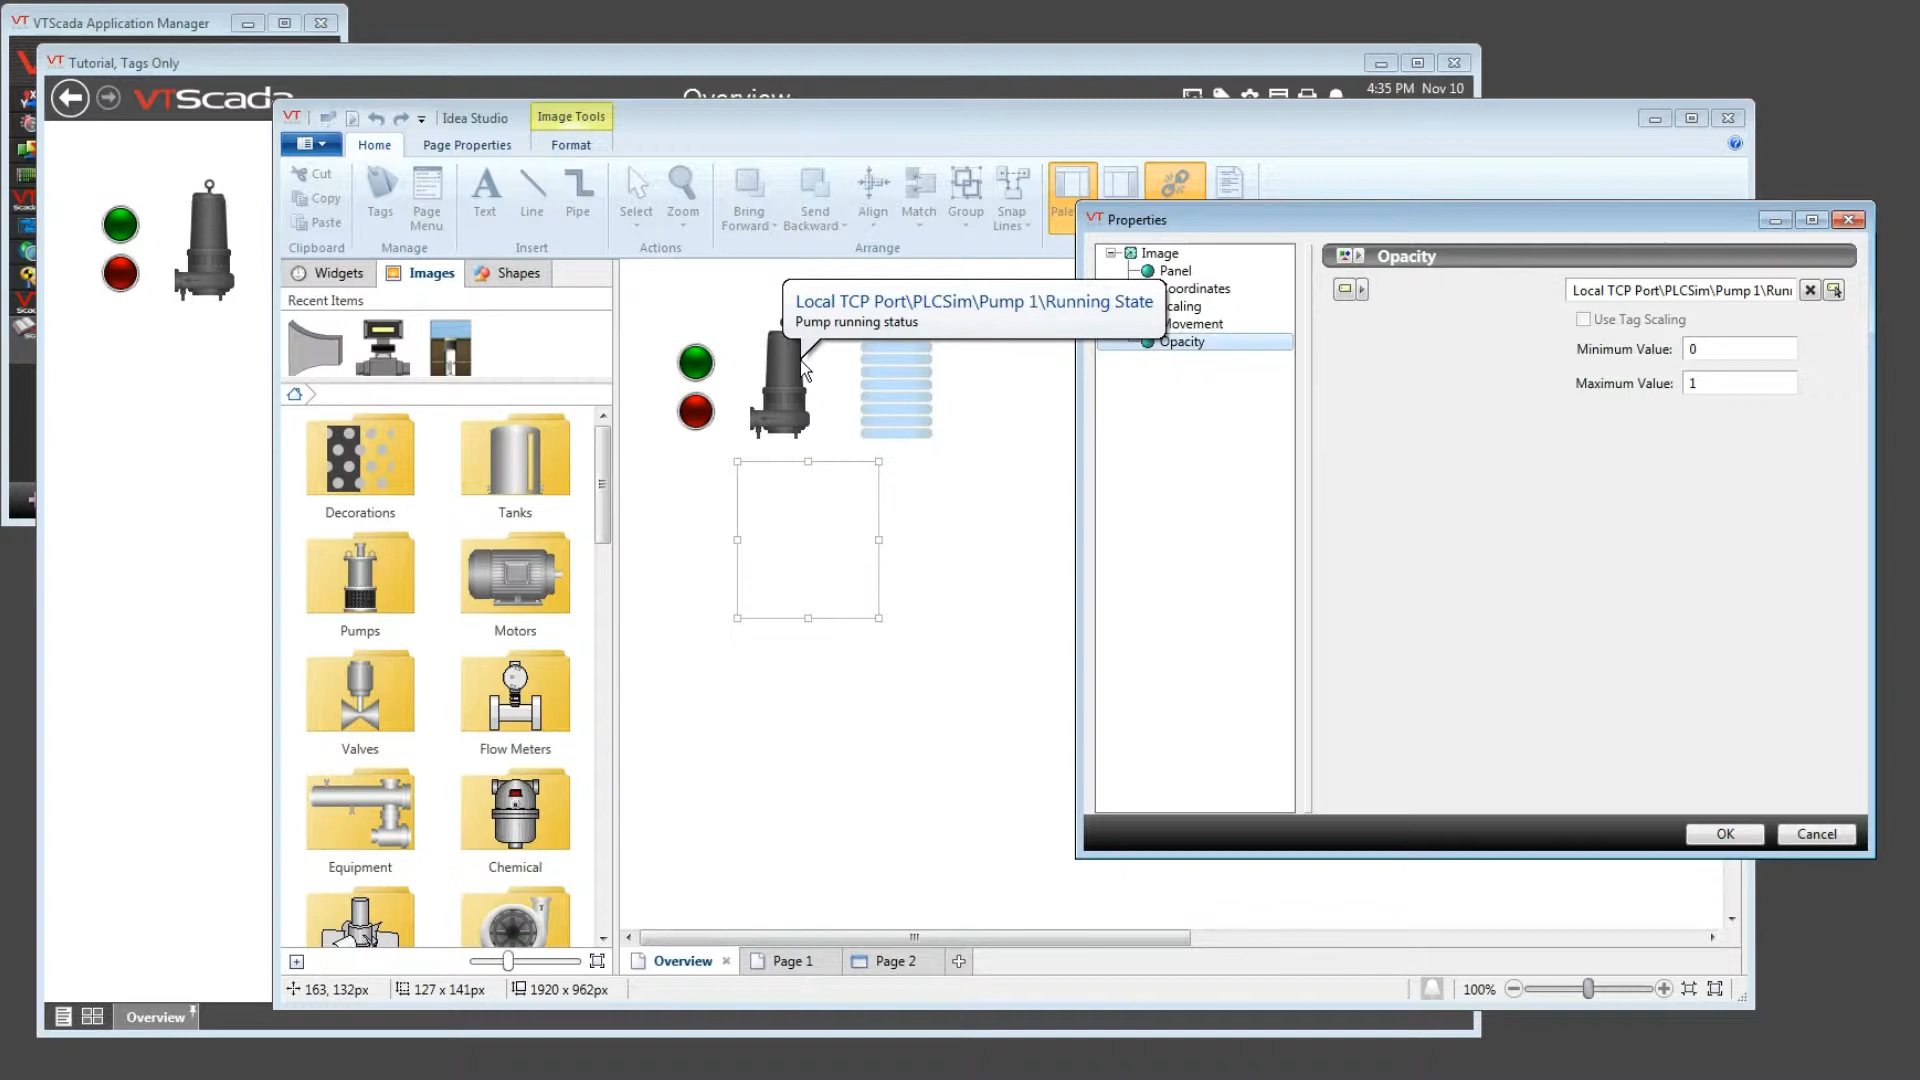 VTScada Application Manager
Tutorial, Tags Only
VTScada
Overview
4:35 PM Nov 10
Idea Studio
Image Tools
Home
Page Properties
Format
Cut
Copy
Paste
Clipboard
Tags
Page Menu
Manage
Text
Line
Pipe
Insert
Select
Zoom
Actions
Bring Forward
Send Backward
Align
Match
Group
Snap Lines
Arrange
Properties
Widgets
Images
Shapes
Recent Items
Decorations
Tanks
Pumps
Motors
Valves
Flow Meters
Equipment
Chemical
Local TCP Port\PLCSim\Pump 1\Running State
Pump running status
Image
Panel
Opacity
Opacity
Local TCP Port\PLCSim\Pump 1\Runn
Use Tag Scaling
Minimum Value: 0
Maximum Value: 1
OK
Cancel
Overview
Page 1
Page 2
163, 132px
127 x 141px
1920 x 962px
100%
Overview